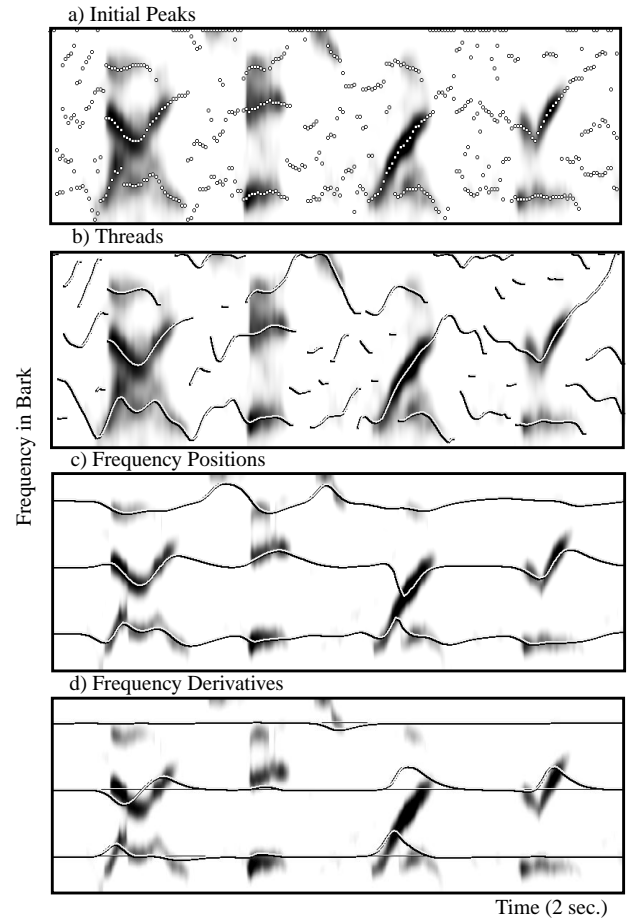 a) Initial Peaks
b) Threads
Frequency in Bark
c) Frequency Positions
d) Frequency Derivatives
Time (2 sec.)